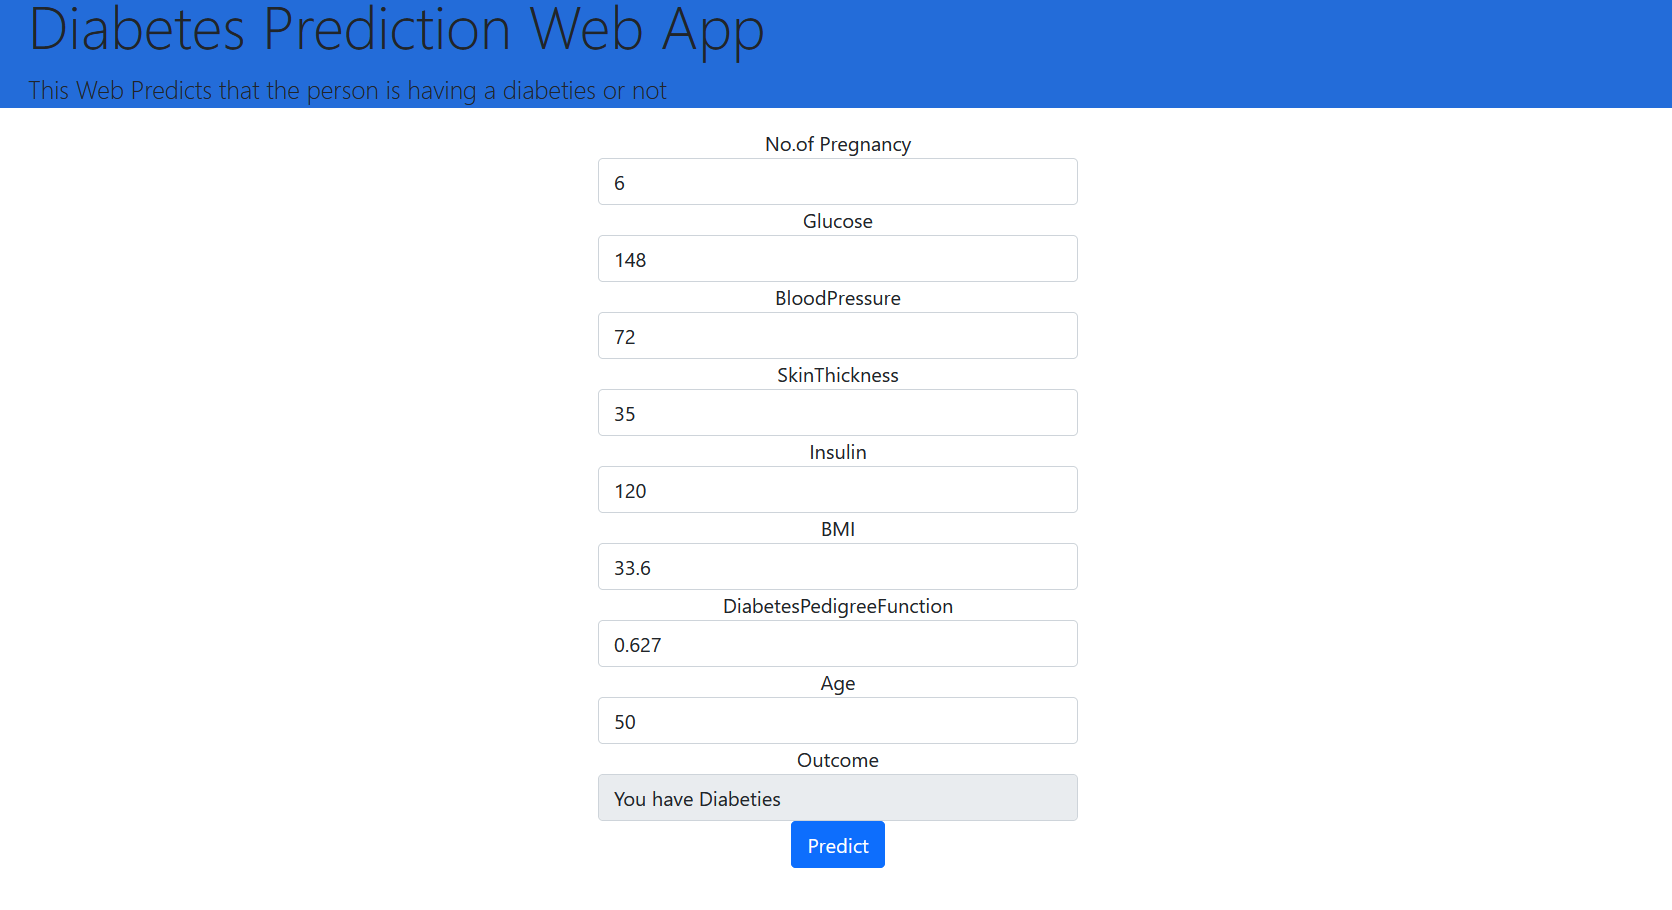 Diabetes Prediction Web App
This Web Predicts that the person is having a diabeties or not
No.of Pregnancy
6
Glucose
148
BloodPressure
72
SkinThickness
35
Insulin
120
BMI
33.6
DiabetesPedigreeFunction
0.627
Age
50
Outcome
You have Diabeties
Predict